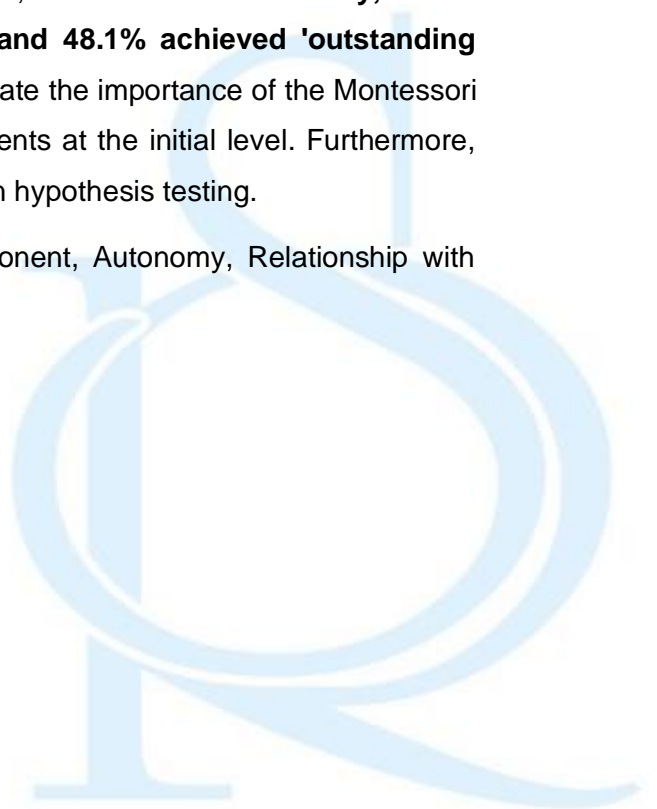 and 48.1% achieved 'outstanding
ate the importance of the Montessori
ents at the initial level. Furthermore,
n hypothesis testing.
onent, Autonomy, Relationship with